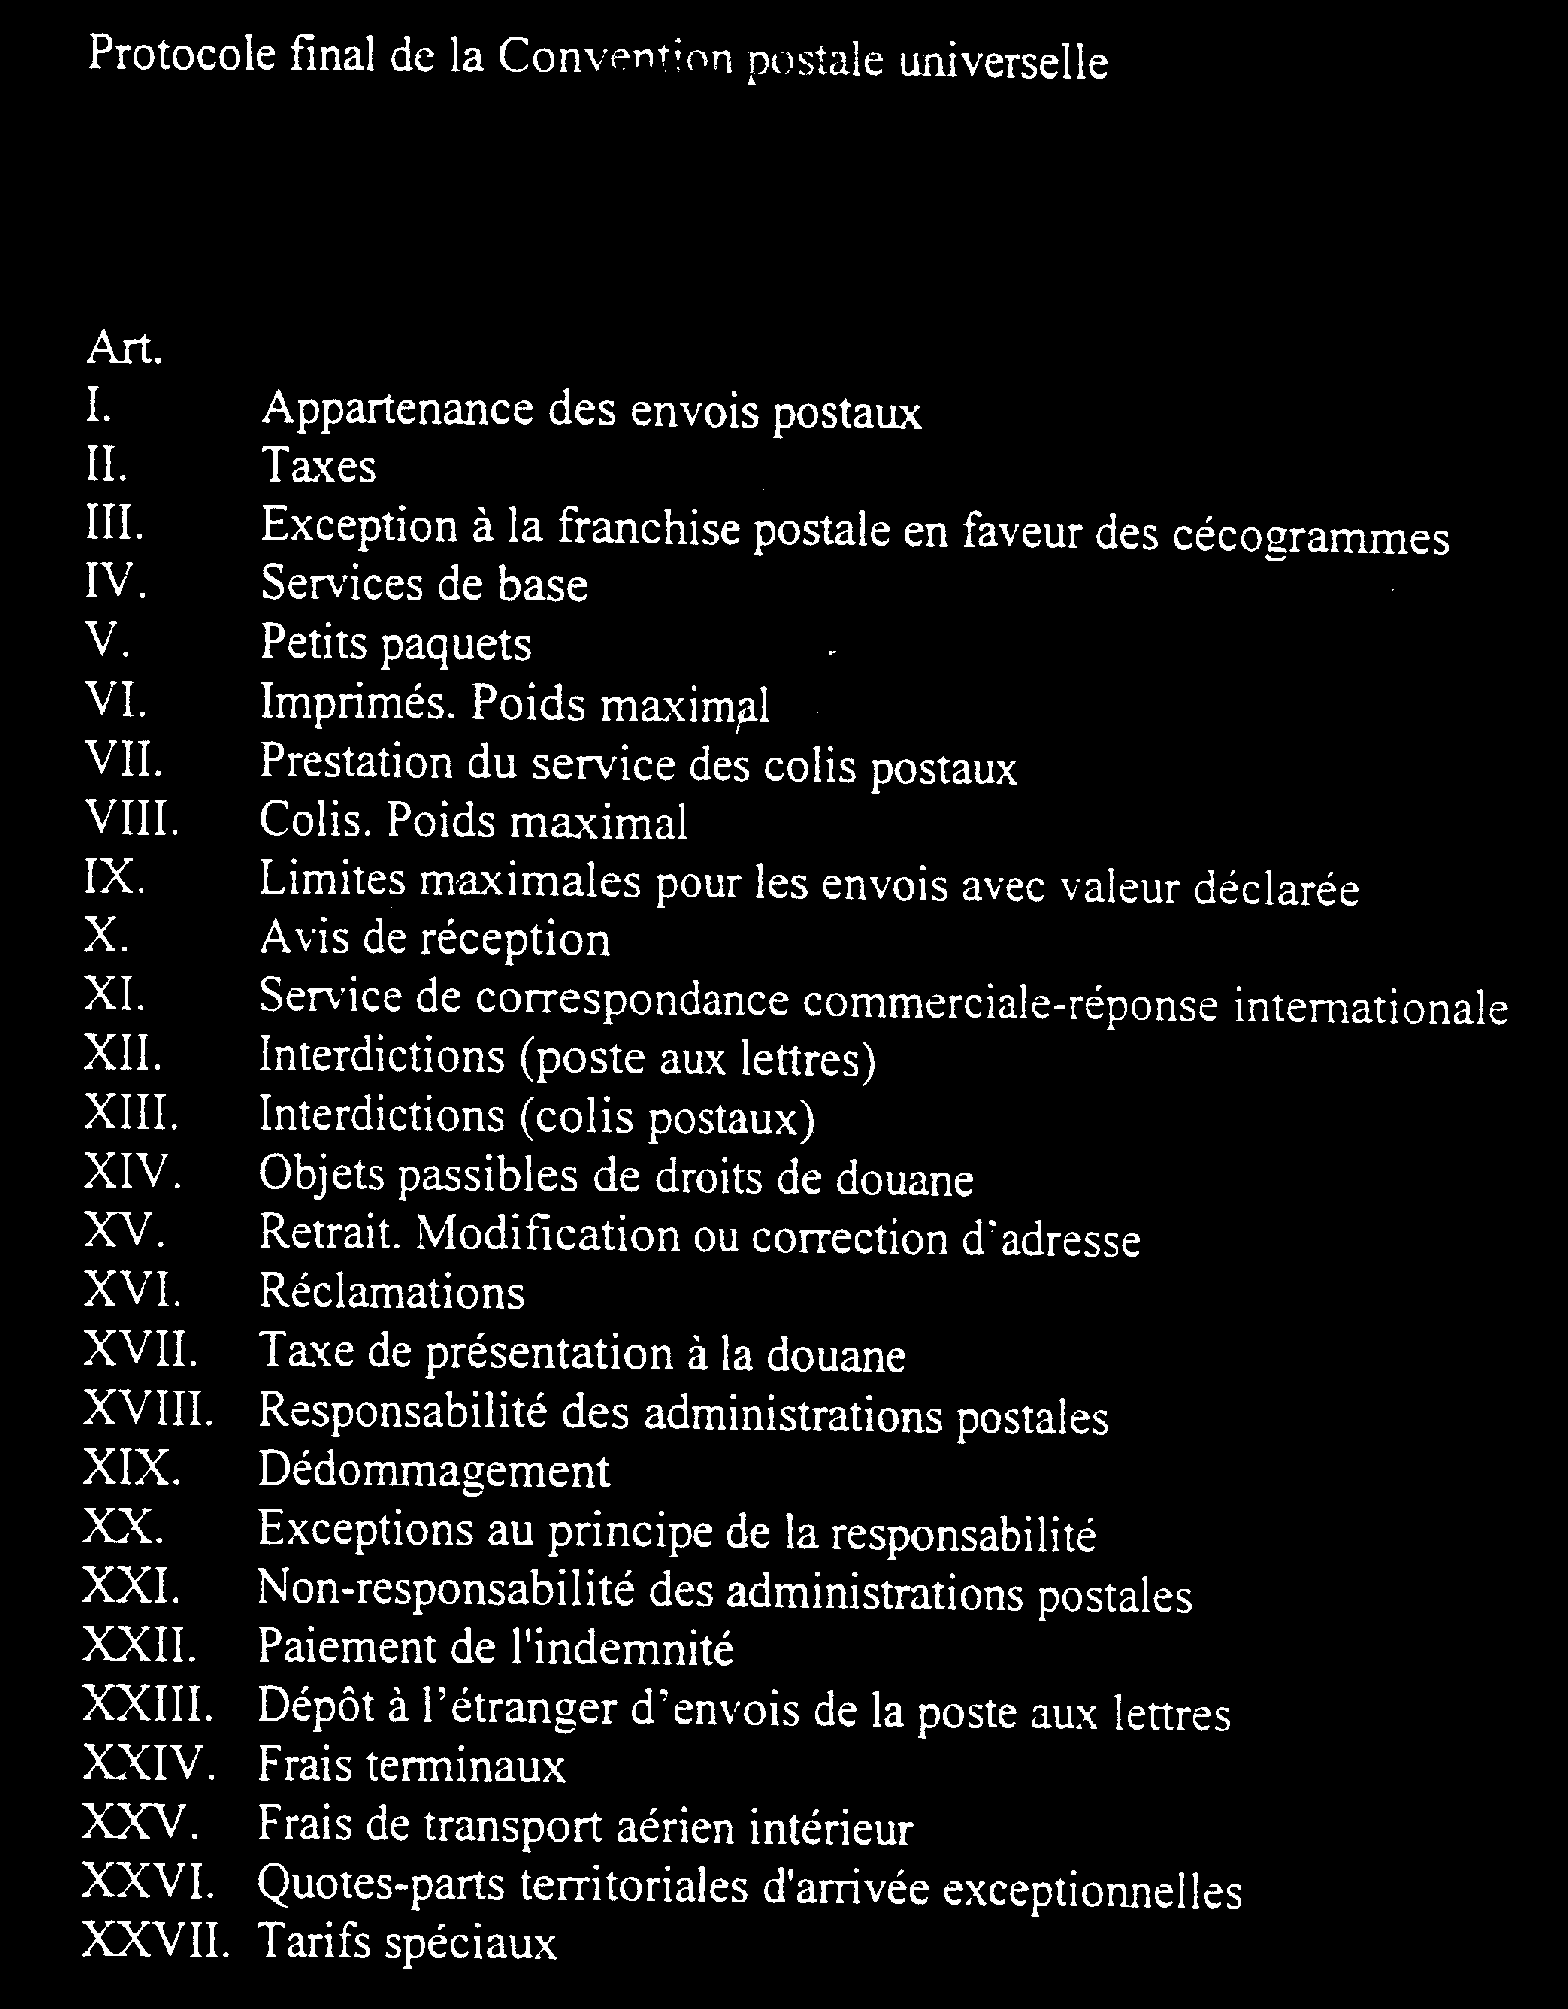 Protocole final de la Convention postale universelle
Art.
I. Appartenance des envois postaux
II. Taxes
III. Exception à la franchise postale en faveur des cécogrammes
IV. Services de base
V. Petits paquets
VI. Imprimés. Poids maximal
VII. Prestation du service des colis postaux
VIII. Colis. Poids maximal
IX. Limites maximales pour les envois avec valeur déclarée
X. Avis de réception
XI. Service de correspondance commerciale-réponse internationale
XII. Interdictions (poste aux lettres)
XIII. Interdictions (colis postaux)
XIV. Objets passibles de droits de douane
XV. Retrait. Modification ou correction d'adresse
XVI. Réclamations
XVII. Taxe de présentation à la douane
XVIII. Responsabilité des administrations postales
XIX. Dédommagement
XX. Exceptions au principe de la responsabilité
XXI. Non-responsabilité des administrations postales
XXII. Paiement de l'indemnité
XXIII. Dépôt à l'étranger d'envois de la poste aux lettres
XXIV. Frais terminaux
XXV. Frais de transport aérien intérieur
XXVI. Quotes-parts territoriales d'arrivée exceptionnelles
XXVII. Tarifs spéciaux